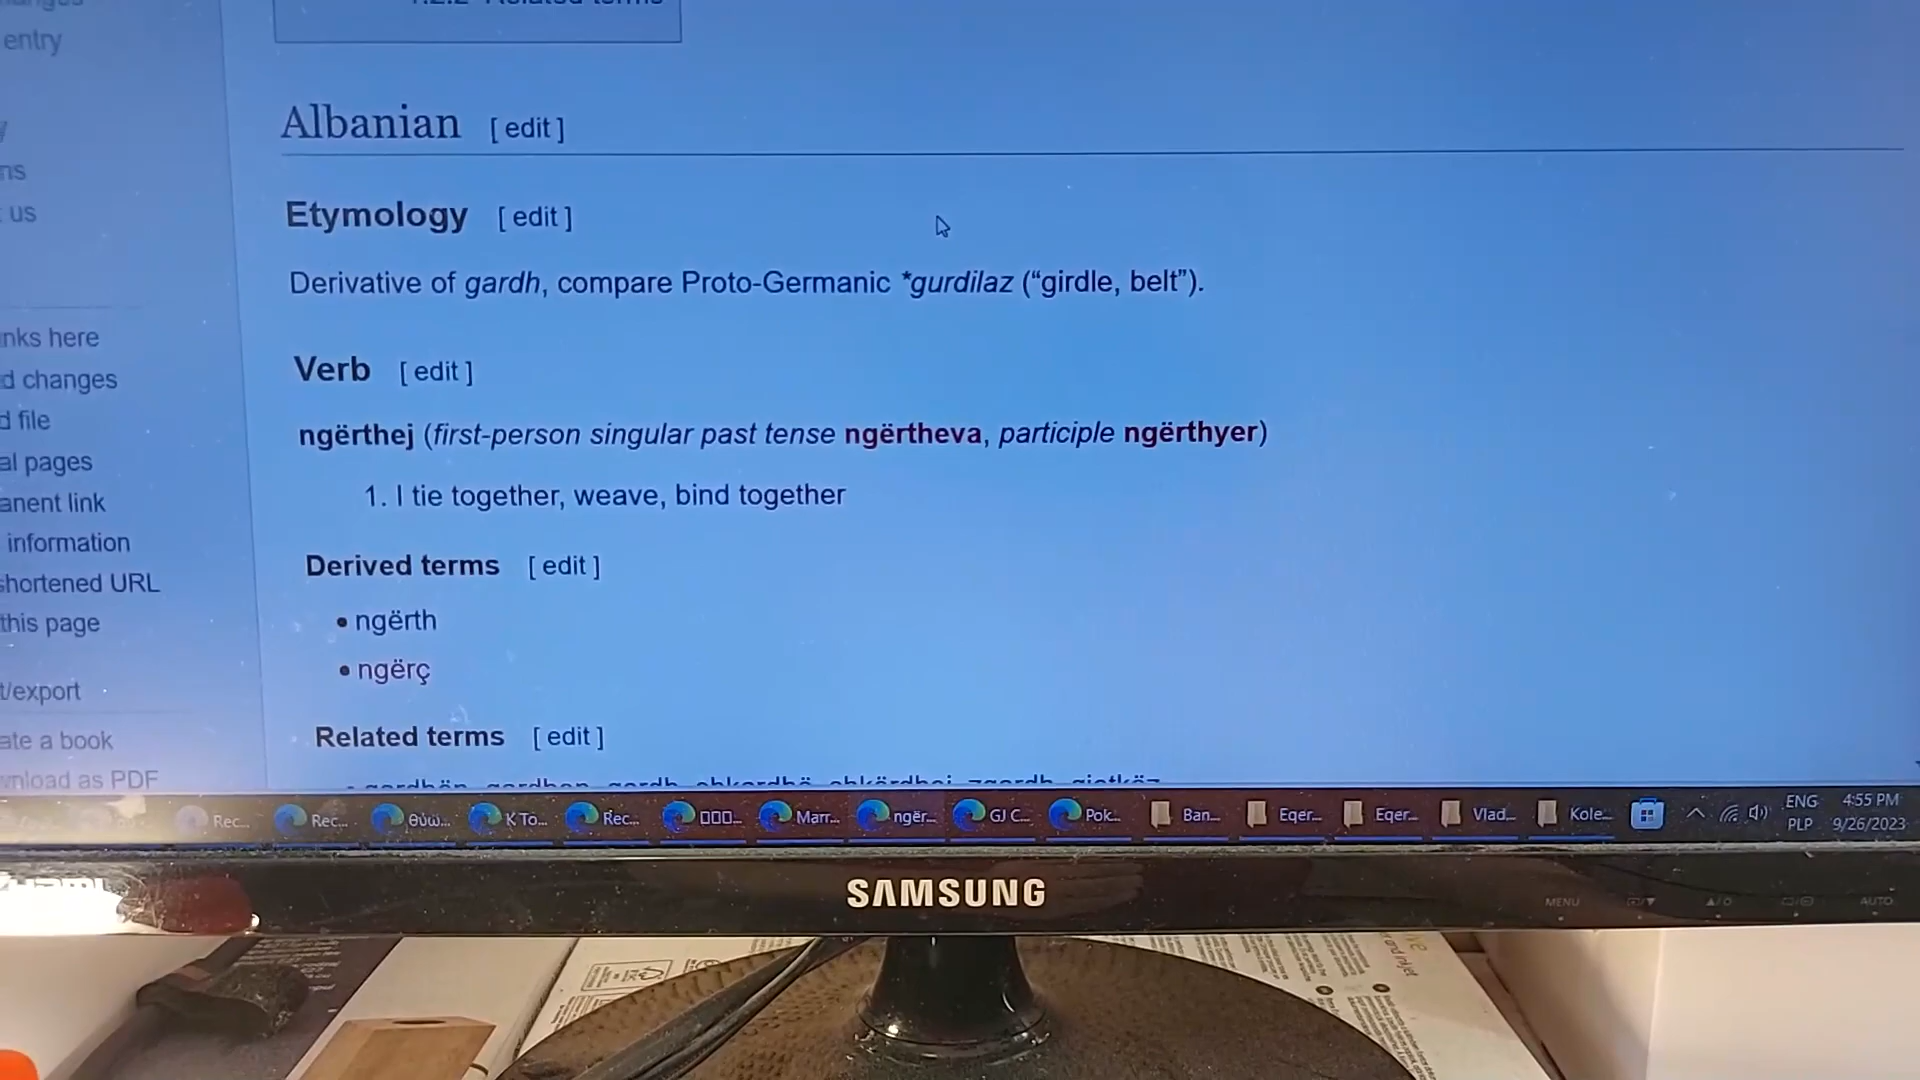 entry
Albanian [ edit ]
us
Etymology [ edit ]
Derivative of gardh, compare Proto-Germanic *gurdilaz (“girdle, belt”).
nks here
d changes
Verb [ edit ]
d file
ngërthej (first-person singular past tense ngërtheva, participle ngërthyer)
al pages
anent link
1. I tie together, weave, bind together
information
Derived terms [ edit ]
shortened URL
• ngërth
this page
• ngërç
t/export
Related terms [ edit ]
ate a book
wnload as PDF
Rec... Rec... θύω... K To... Rec... Marr... ngër... GJ C... Pok... Ban... Eqer... Eqer... Vlad... Kole... ENG 4:55 PM
PLP 9/26/2023
SAMSUNG
MENU AUTO